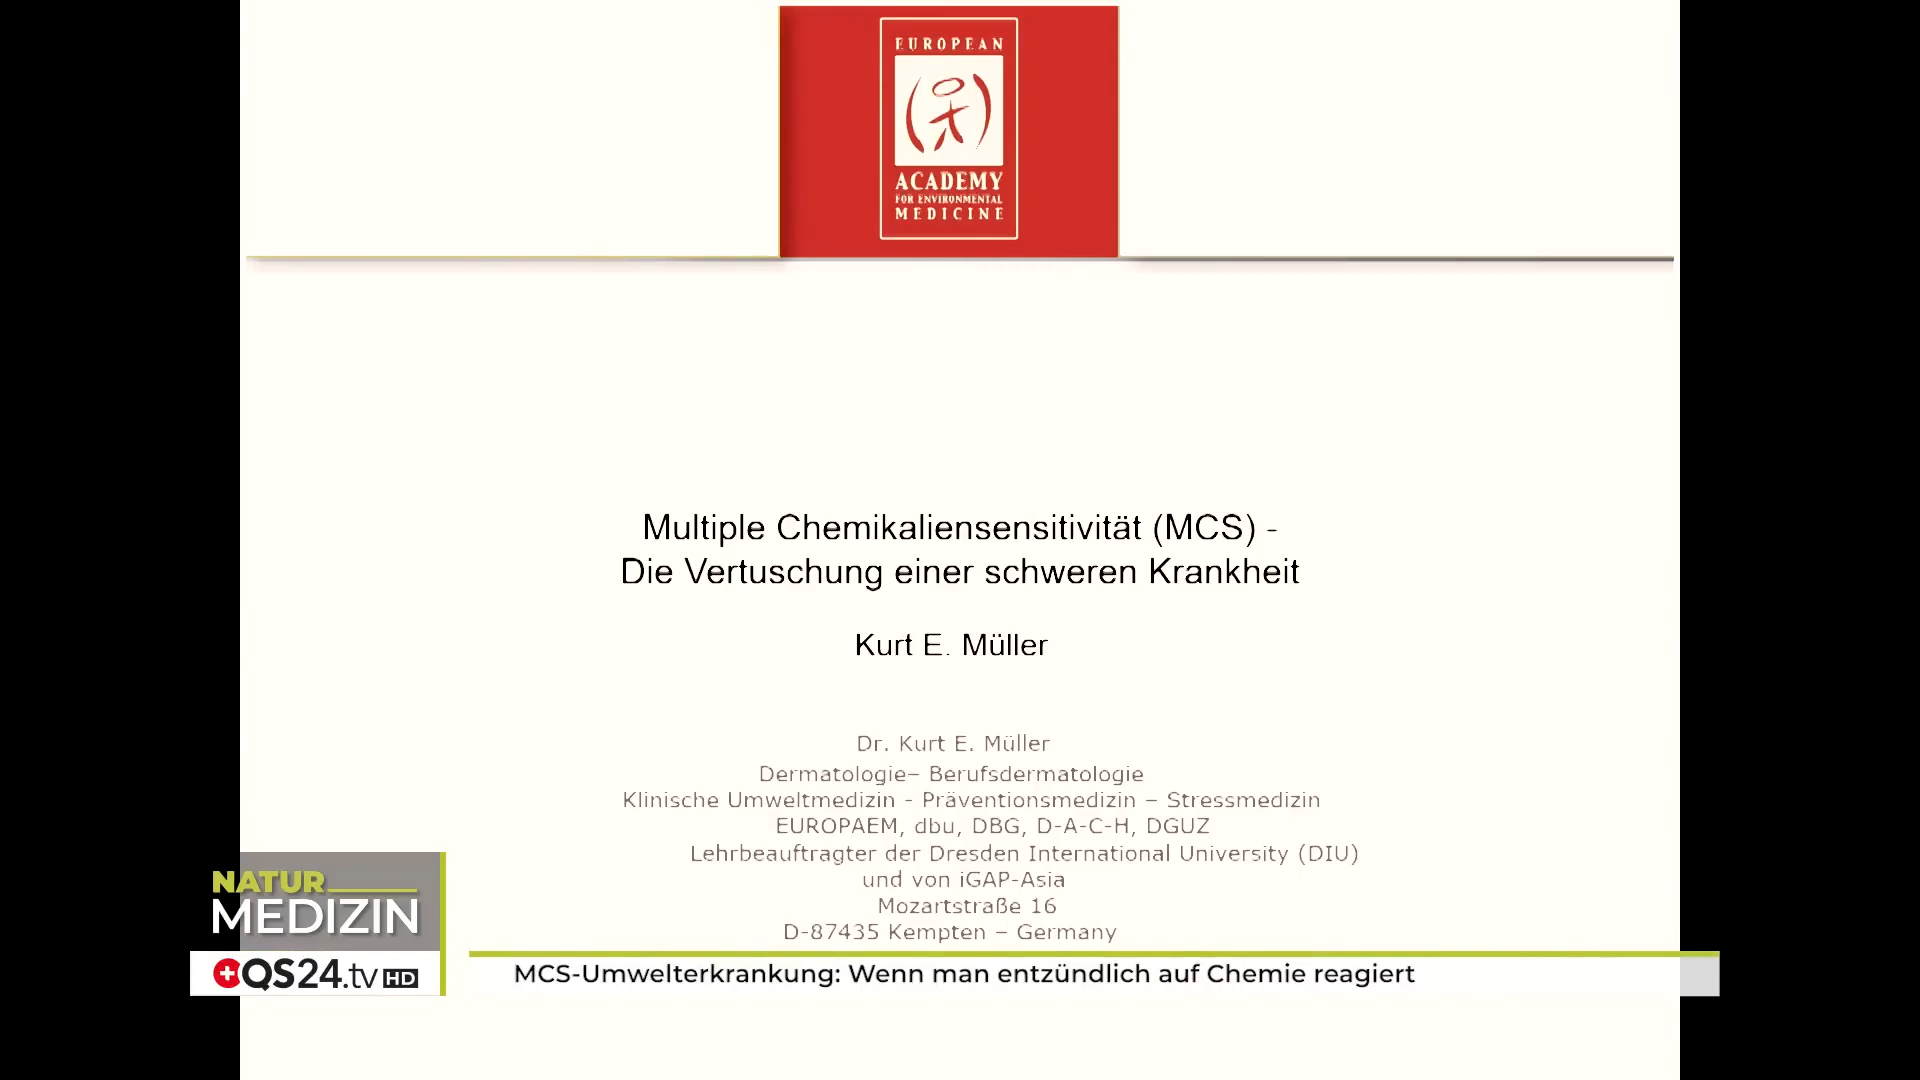 EUROPEAN
ACADEMY
FOR ENVIRONMENTAL
MEDICINE
Multiple Chemikaliensensitivität (MCS) -
Die Vertuschung einer schweren Krankheit
Kurt E. Müller
Dr. Kurt E. Müller
Dermatologie– Berufsdermatologie
Klinische Umweltmedizin - Präventionsmedizin – Stressmedizin
EUROPAEM, dbu, DBG, D-A-C-H, DGUZ
Lehrbeauftragter der Dresden International University (DIU)
und von iGAP-Asia
Mozartstraße 16
D-87435 Kempten – Germany
NATUR
MEDIZIN
QS24.tv HD
MCS-Umwelterkrankung: Wenn man entzündlich auf Chemie reagiert